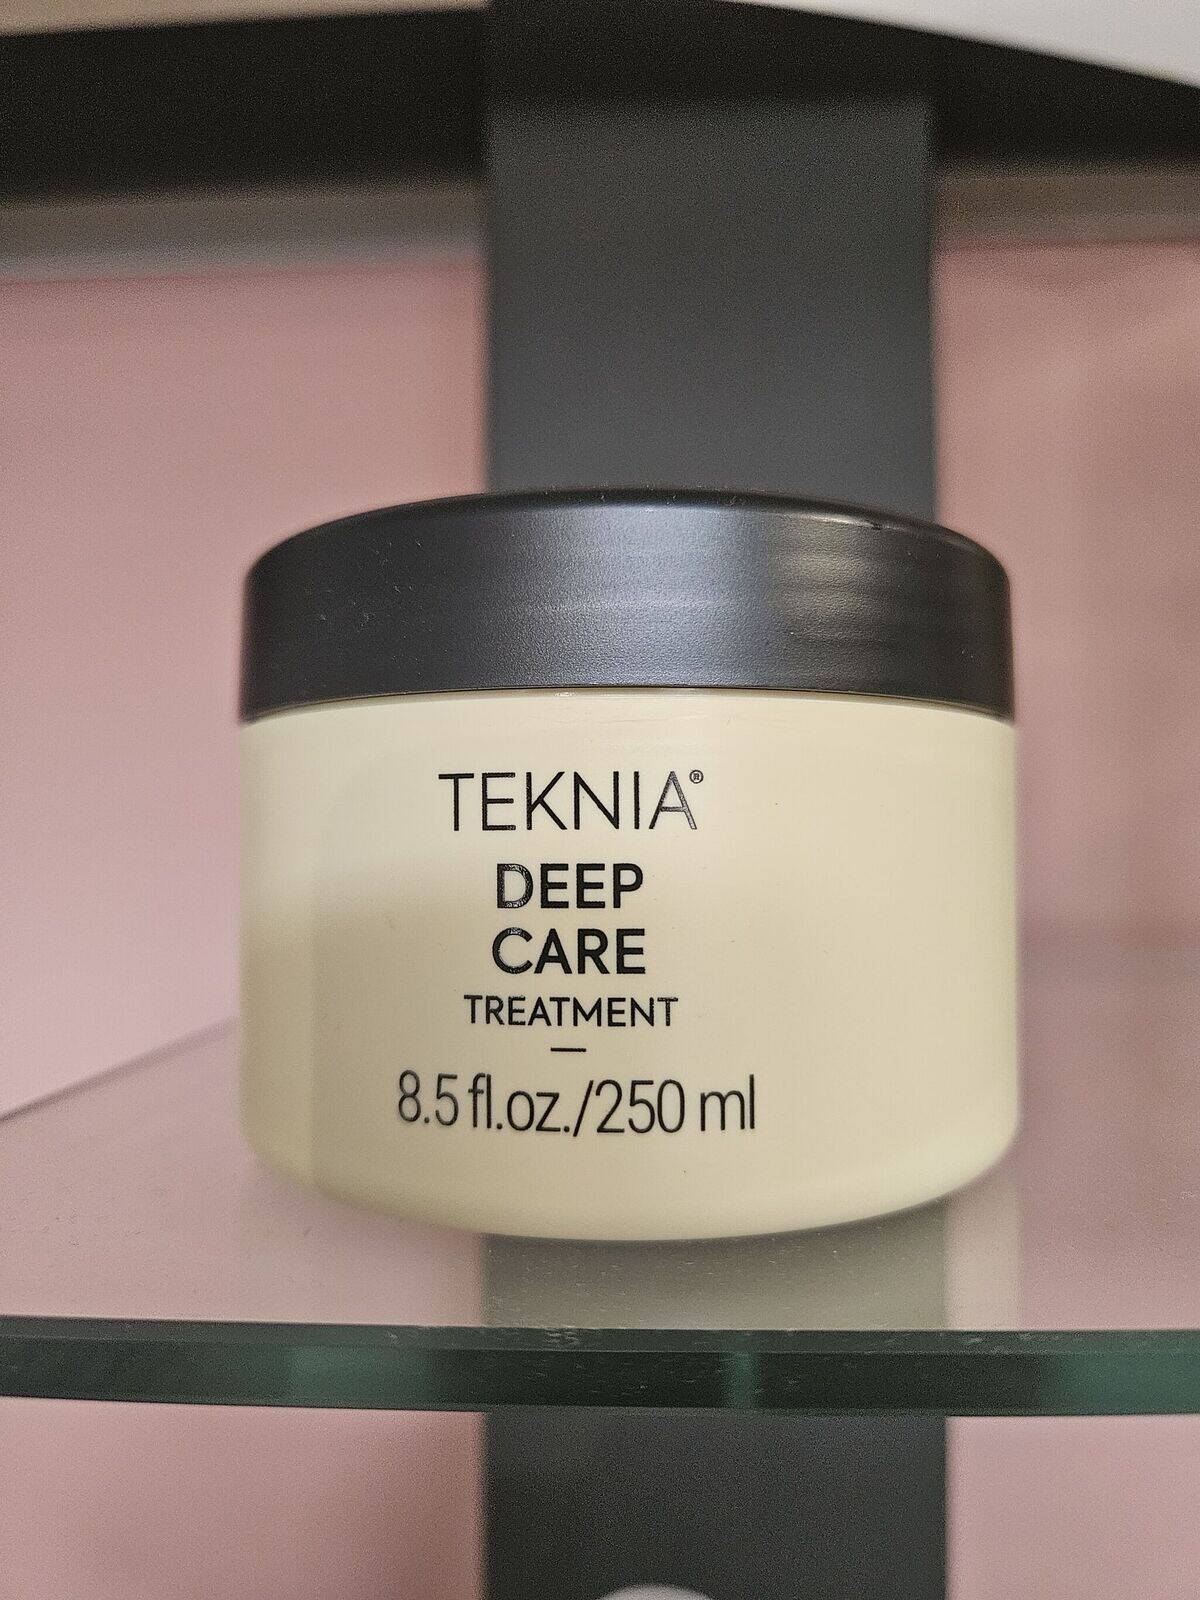 TEKNIA®
DEEP
CARE
TREATMENT
8.5 fl.oz./250 ml